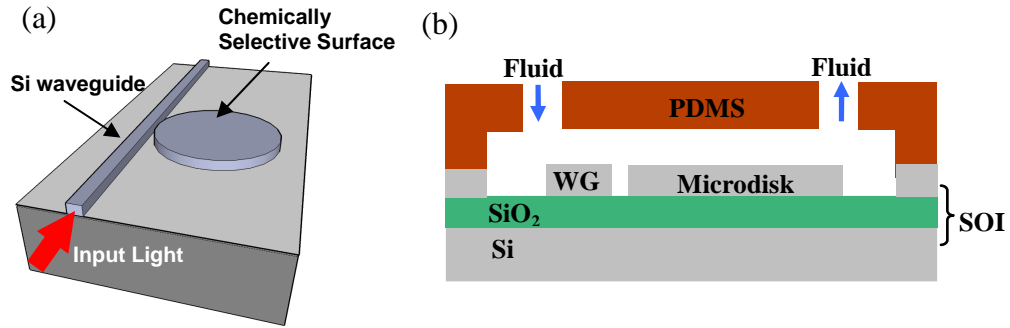 (a)
Chemically
Selective Surface
Si waveguide
Input Light
(b)
Fluid
Fluid
PDMS
WG
Microdisk
SiO₂
SOI
Si